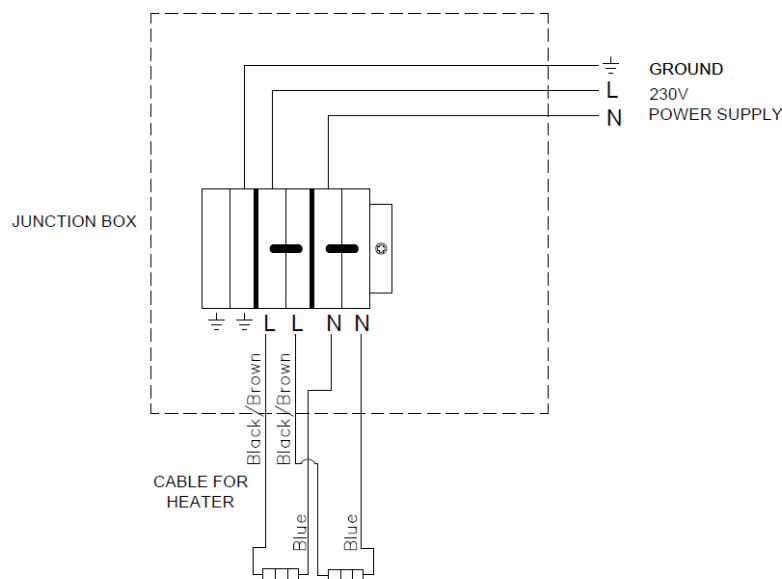 GROUND
L
230V
N
POWER SUPPLY
JUNCTION BOX
L
L
N
N
Black/Brown
Black/Brown
CABLE FOR
HEATER
Blue
Blue